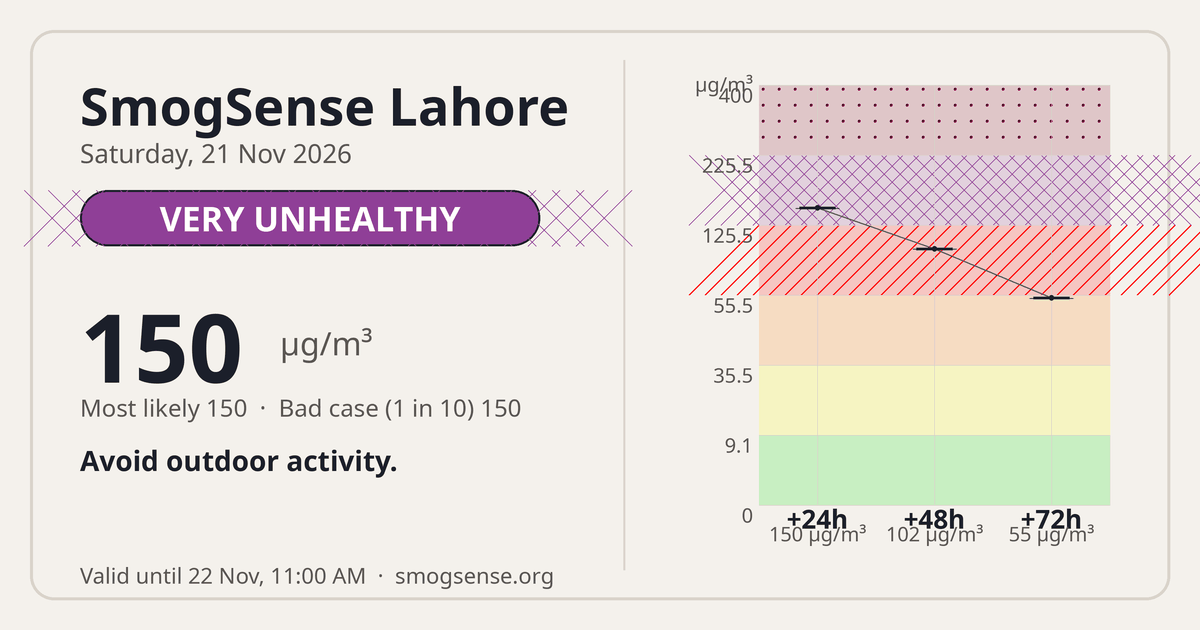 SmogSense Lahore
Saturday, 21 Nov 2026
VERY UNHEALTHY
150 µg/m³
Most likely 150 · Bad case (1 in 10) 150
Avoid outdoor activity.
Valid until 22 Nov, 11:00 AM · smogsense.org
µg/m³
400
225.5
125.5
55.5
35.5
9.1
0
+24h +48h +72h
150 µg/m³ 102 µg/m³ 55 µg/m³